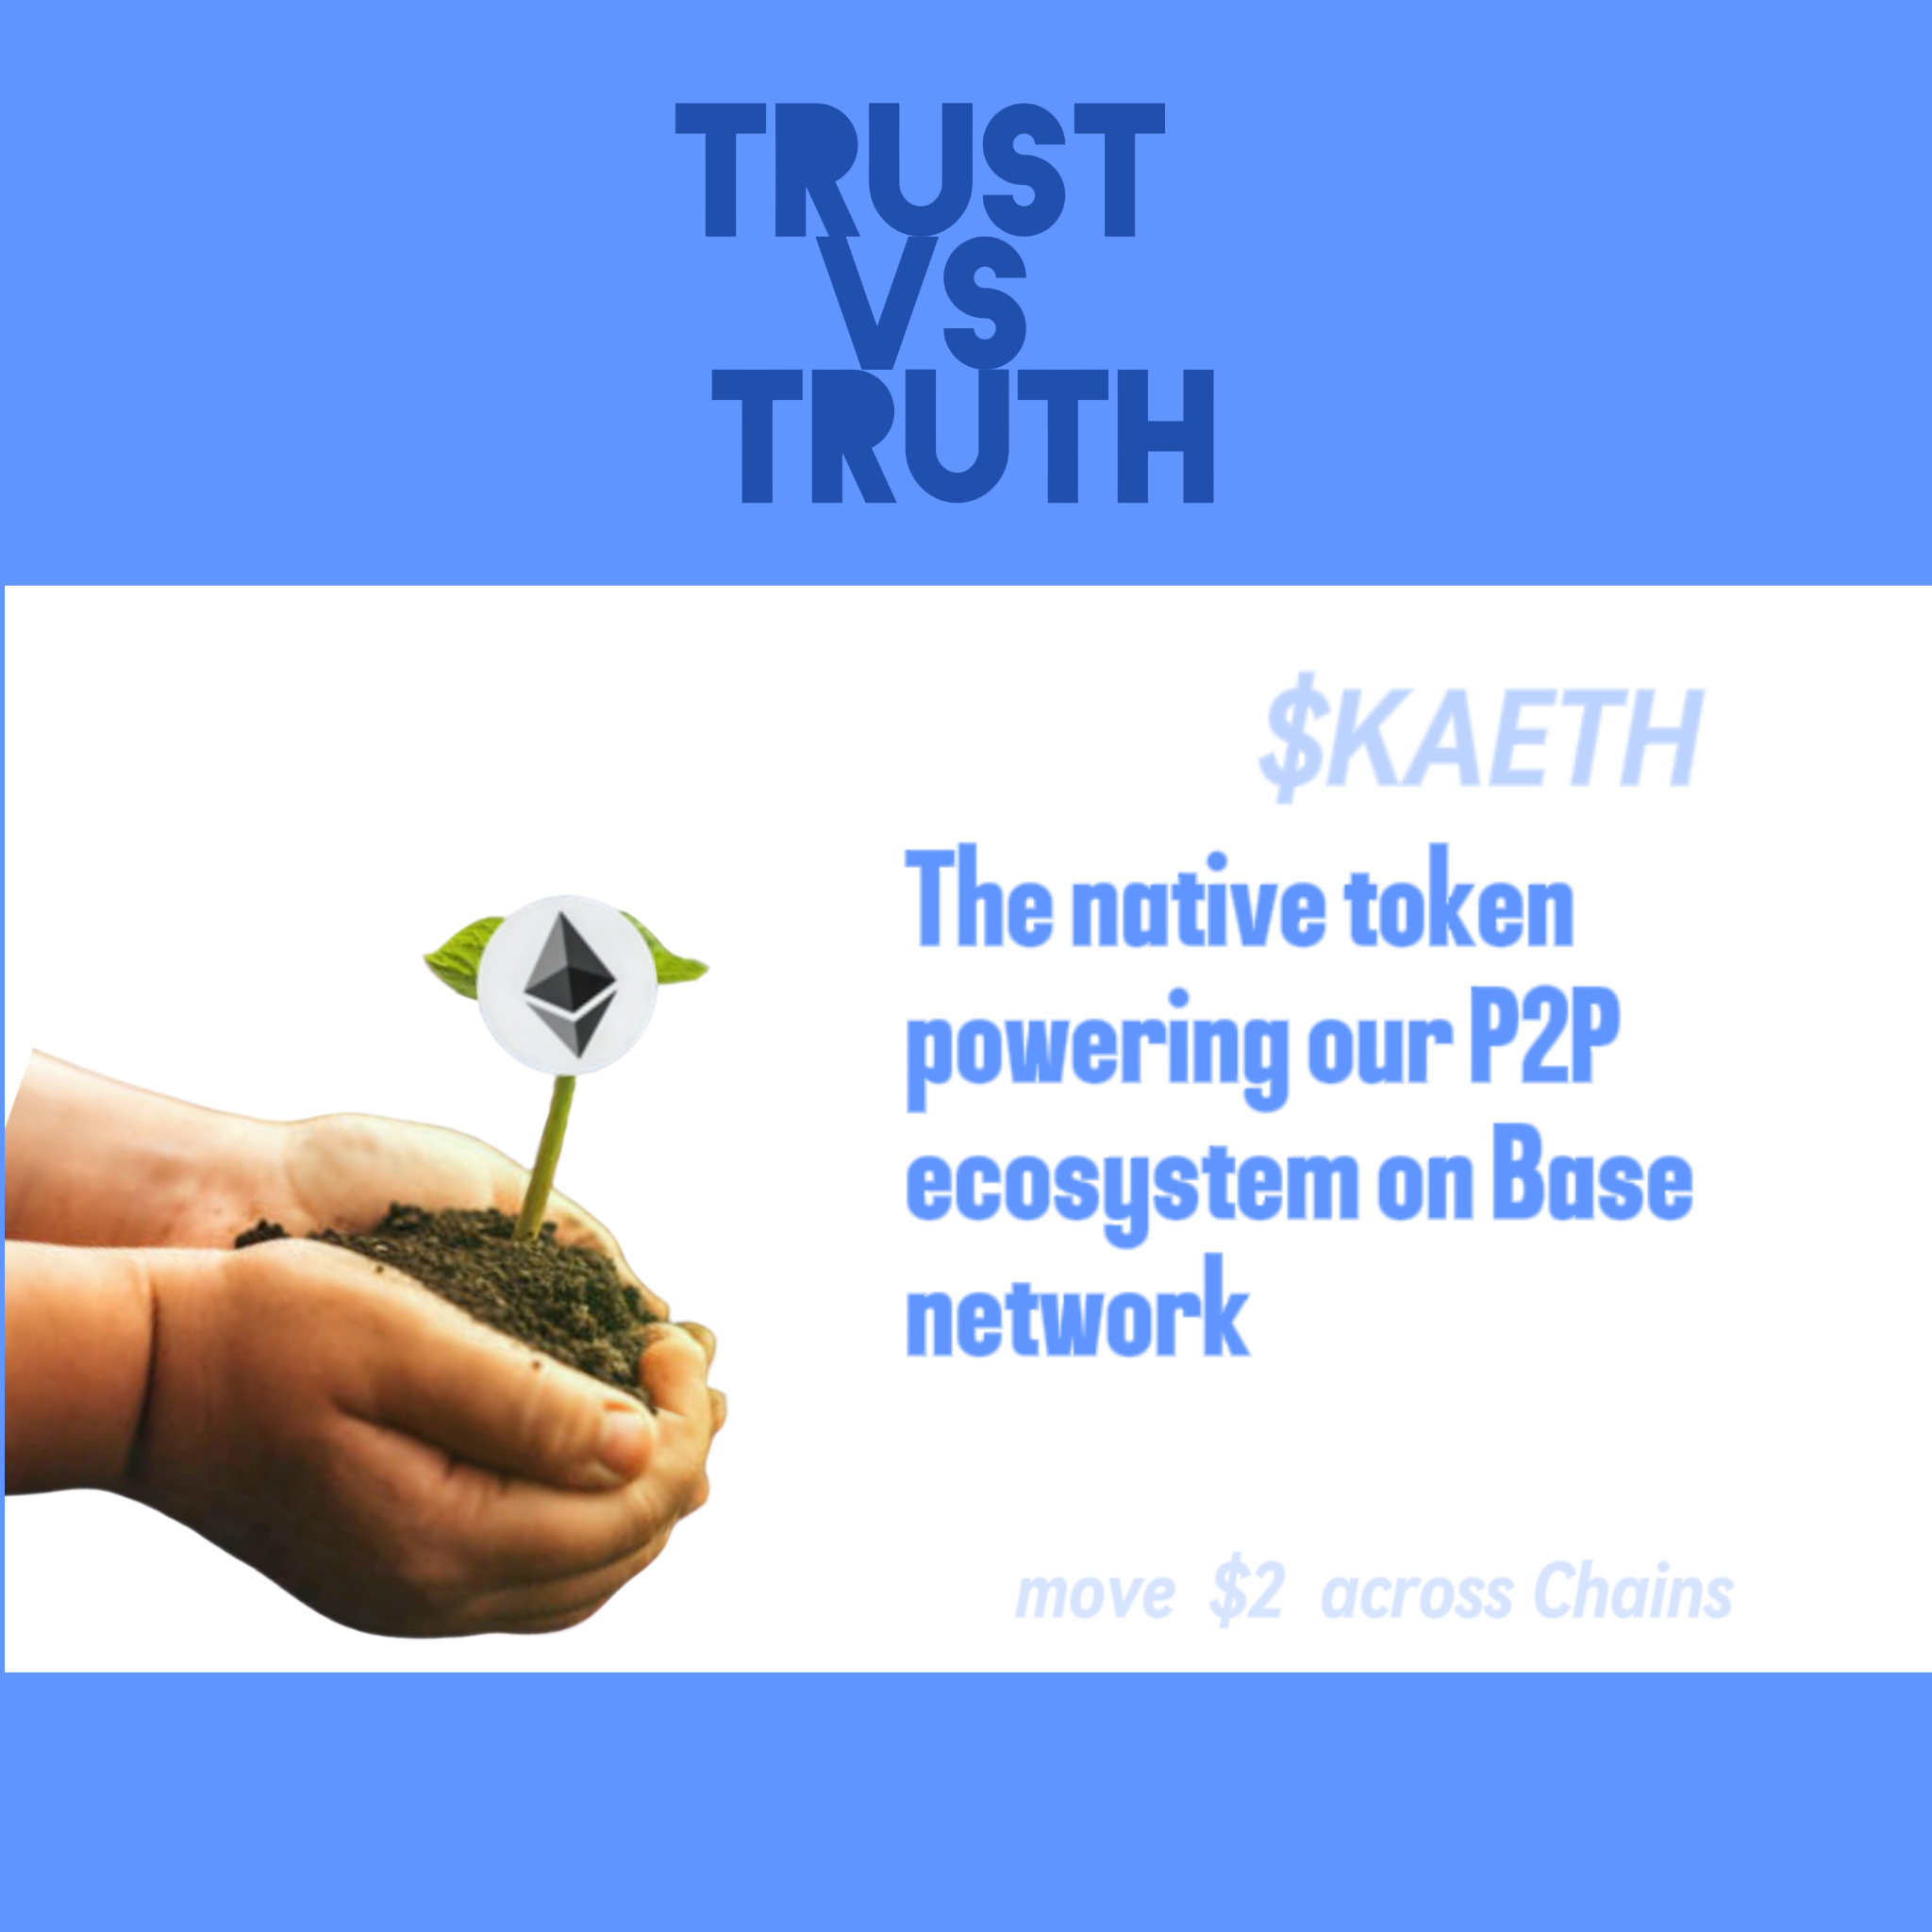 TRUST
VS
TRUTH
$KAETH
The native token
powering our P2P
ecosystem on Base
network
move $2 across Chains